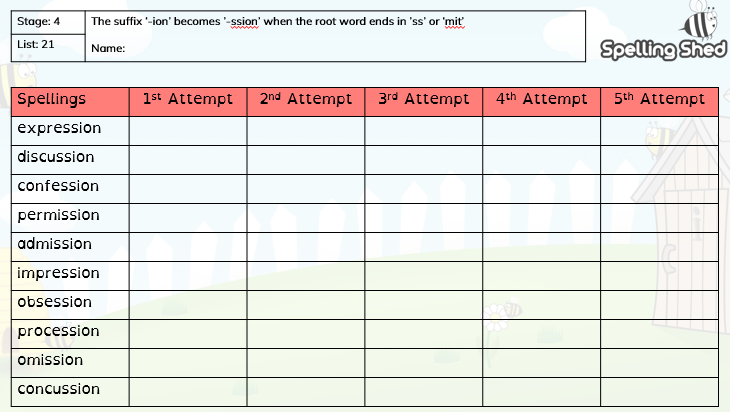 Stage: 4
The suffix '-ion' becomes '-ssion' when the root word ends in 'ss' or 'mit'
List: 21
Name:
Spelling Shed
Spellings 1st Attempt 2nd Attempt 3rd Attempt 4th Attempt 5th Attempt
expression
discussion
confession
permission
admission
impression
obsession
procession
omission
concussion